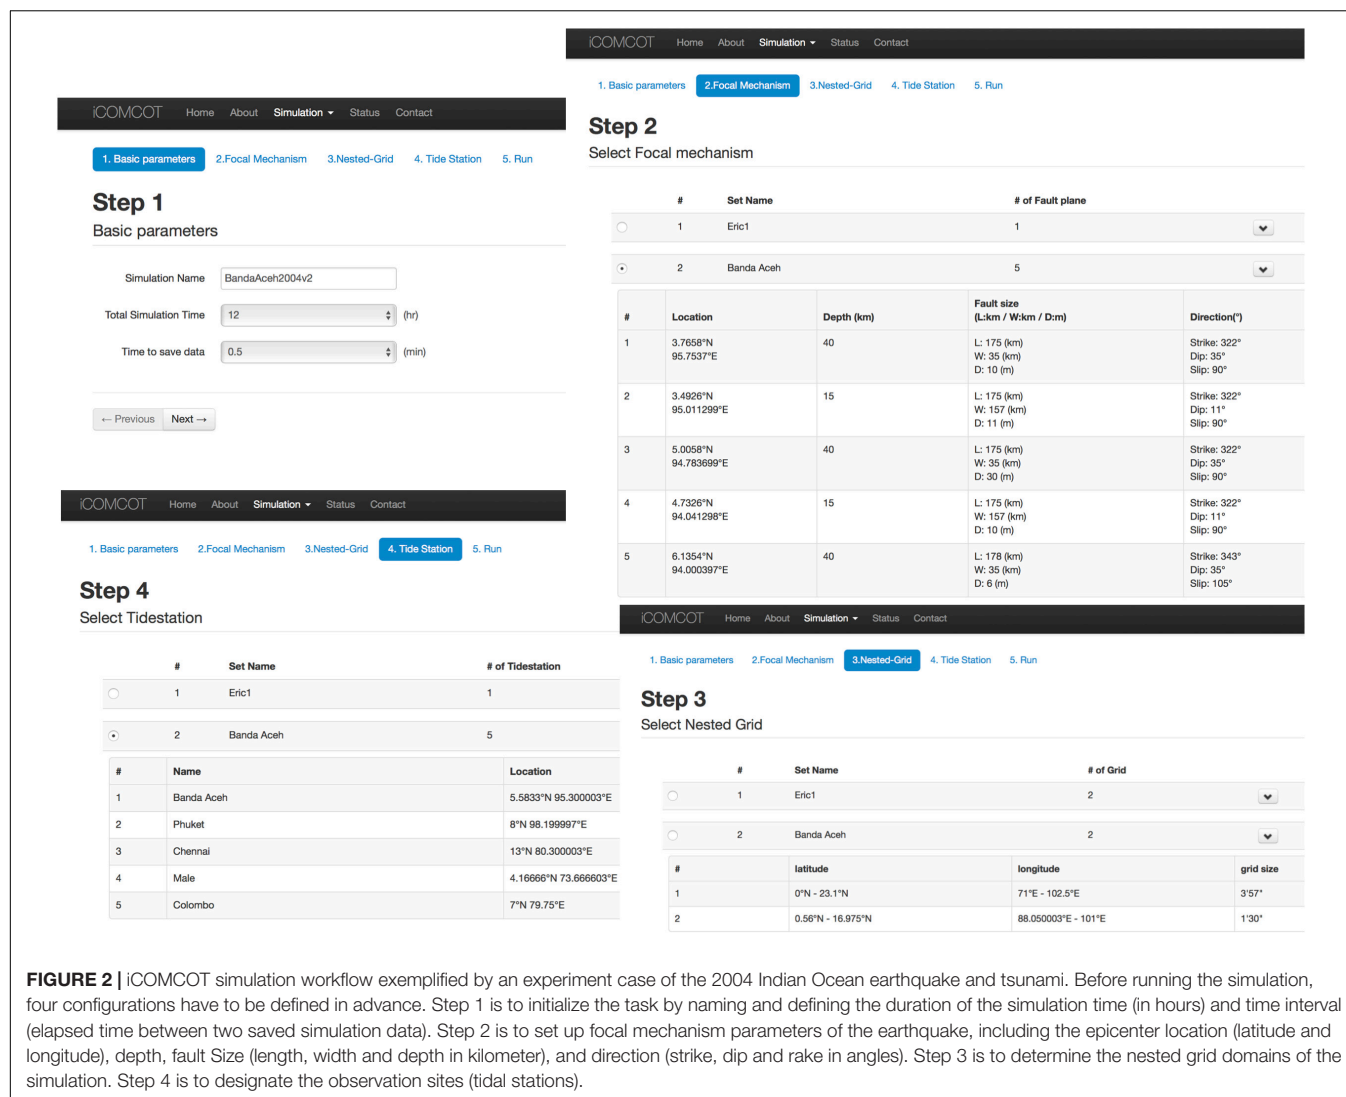 iCOMCOT Home About Simulation Status Contact
1. Basic parameters 2.Focal Mechanism 3.Nested-Grid 4. Tide Station 5. Run
Step 1
Basic parameters
Simulation Name BandaAceh2004v2
Total Simulation Time 12 (hr)
Time to save data 0.5 (min)
← Previous Next →
iCOMCOT Home About Simulation Status Contact
1. Basic parameters 2.Focal Mechanism 3.Nested-Grid 4. Tide Station 5. Run
Step 2
Select Focal mechanism
# Set Name # of Fault plane
1 Eric1 1
2 Banda Aceh 5
# Location Depth (km) Fault size (L:km / W:km / D:m) Direction(°)
1 3.7658°N 40 L: 175 (km) Strike: 322°
95.7537°E W: 35 (km) Dip: 35°
D: 10 (m) Slip: 90°
2 3.4926°N 15 L: 175 (km) Strike: 322°
95.011299°E W: 157 (km) Dip: 11°
D: 11 (m) Slip: 90°
3 5.0058°N 40 L: 175 (km) Strike: 322°
94.783699°E W: 35 (km) Dip: 35°
D: 30 (m) Slip: 90°
4 4.7326°N 15 L: 175 (km) Strike: 322°
94.041298°E W: 157 (km) Dip: 11°
D: 10 (m) Slip: 90°
5 6.1354°N 40 L: 178 (km) Strike: 343°
94.000397°E W: 35 (km) Dip: 35°
D: 6 (m) Slip: 105°
iCOMCOT Home About Simulation Status Contact
1. Basic parameters 2.Focal Mechanism 3.Nested-Grid 4. Tide Station 5. Run
Step 3
Select Nested Grid
# Set Name # of Grid
1 Eric1 2
2 Banda Aceh 2
# latitude longitude grid size
1 0°N - 23.1°N 71°E - 102.5°E 3'57"
2 0.56°N - 16.975°N 88.050003°E - 101°E 1'30"
iCOMCOT Home About Simulation Status Contact
1. Basic parameters 2.Focal Mechanism 3.Nested-Grid 4. Tide Station 5. Run
Step 4
Select Tidestation
# Set Name # of Tidestation
1 Eric1 1
2 Banda Aceh 5
# Name Location
1 Banda Aceh 5.5833°N 95.300003°E
2 Phuket 8°N 98.199997°E
3 Chennai 13°N 80.300003°E
4 Male 4.16666°N 73.666603°E
5 Colombo 7°N 79.75°E
FIGURE 2 | iCOMCOT simulation workflow exemplified by an experiment case of the 2004 Indian Ocean earthquake and tsunami. Before running the simulation,
four configurations have to be defined in advance. Step 1 is to initialize the task by naming and defining the duration of the simulation time (in hours) and time interval
(elapsed time between two saved simulation data). Step 2 is to set up focal mechanism parameters of the earthquake, including the epicenter location (latitude and
longitude), depth, fault Size (length, width and depth in kilometer), and direction (strike, dip and rake in angles). Step 3 is to determine the nested grid domains of the
simulation. Step 4 is to designate the observation sites (tidal stations).